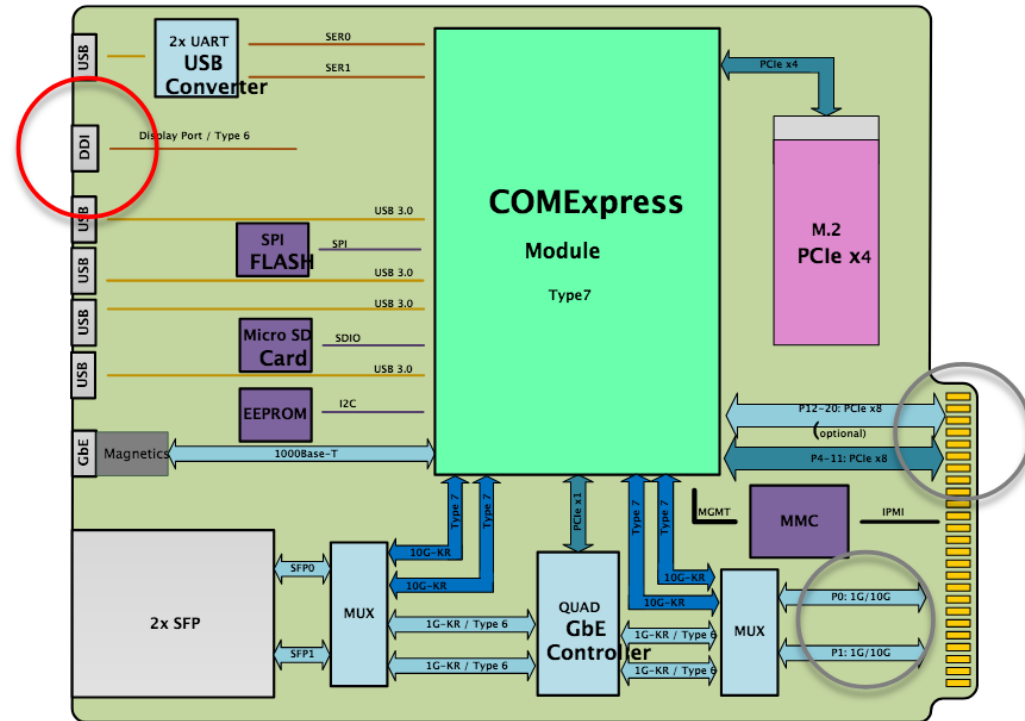 USB
2x UART
USB
Converter
SER0
SER1
PCIe x4
DDI
Display Port / Type 6
COMExpress
Module
Type7
M.2
PCIe x4
USB
USB 3.0
SPI
FLASH
SPI
USB
USB 3.0
USB
USB 3.0
Micro SD
Card
SDIO
USB
USB 3.0
EEPROM
I2C
P12-20: PCIe x8
(optional)
P4-11: PCIe x8
GbE
Magnetics
1000Base-T
Type 7
Type 7
PCIe x1
Type 7
Type 7
MGMT
MMC
IPMI
10G-KR
10G-KR
10G-KR
10G-KR
2x SFP
SFP0
SFP1
MUX
1G-KR / Type 6
1G-KR / Type 6
QUAD
GbE
Controller
1G-KR / Type 6
1G-KR / Type 6
MUX
P0: 1G/10G
P1: 1G/10G